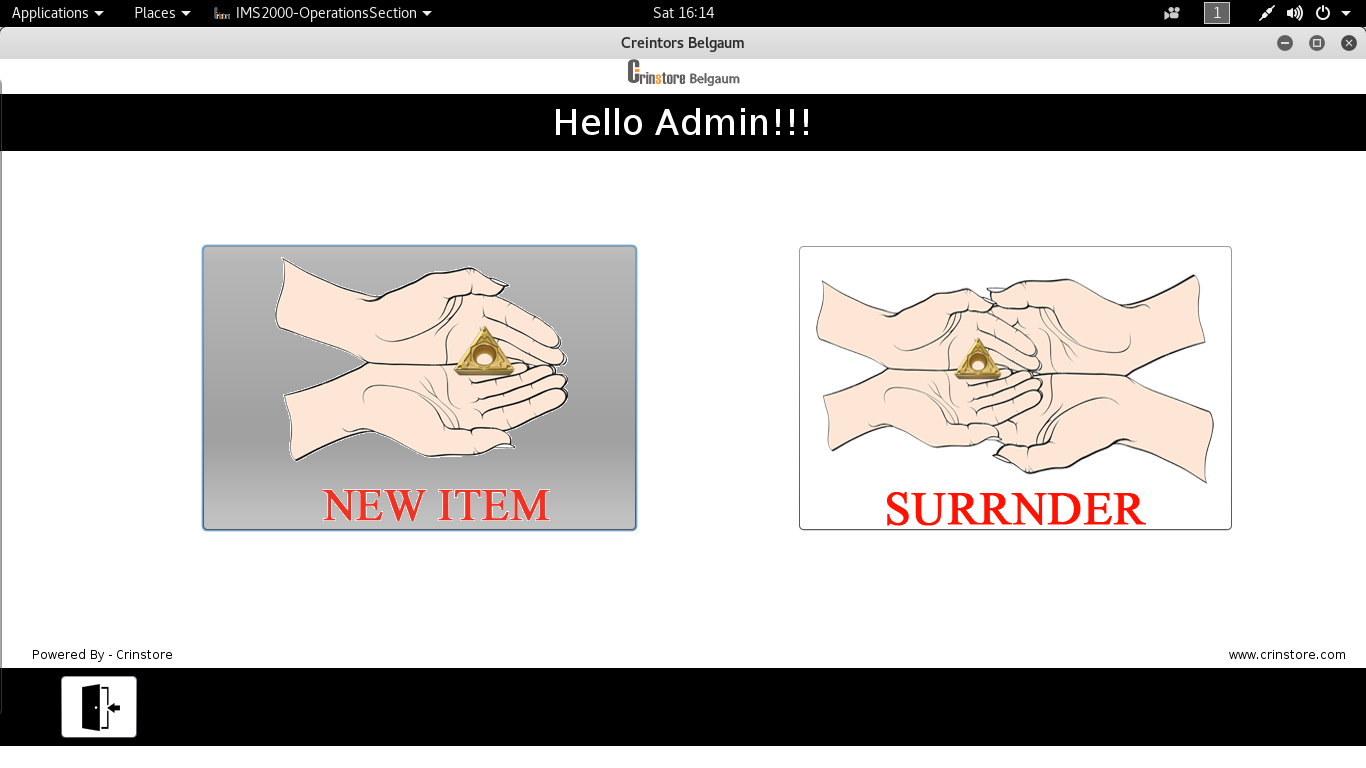 Applications Places IMS2000-OperationsSection Sat 16:14 1
Creintors Belgaum
Crinstore Belgaum
Hello Admin!!!
NEW ITEM SURRNDER
Powered By - Crinstore www.crinstore.com